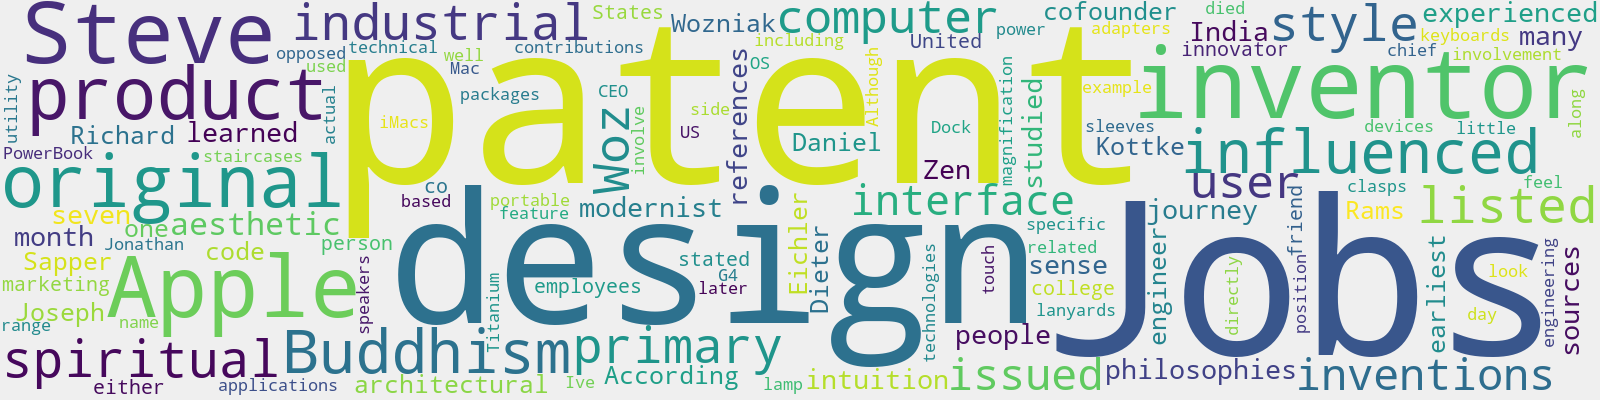 Steve
industrial
States
Wozniak
computer
cofounder
died
experienced
opposed
technical
well
contributions
including
United
power
adapters
India
style
keyboards
many
used
Mac
OS
innovator
chief
involvement
product
patent
inventor
utility
packages
CEO
references
Although
example
Richard
learned
actual
iMacs
Woz
side
US
Daniel
Dock
magnification
studied
sleeves
devices
little
along
PowerBook
staircases
involve
Zen
Kottke
influenced
original
co
based
portable
feature
modernist
interface
user
clasps
feel
seven
one
aesthetic
journey
friend
Rams
listed
month
Jonathan
code
person
design
Eichler
Dieter
specific
related
Jobs
Sapper
Apple
speakers
stated
G4
later
touch
sense
engineer
directly
position
earliest
look
engineering
sources
marketing
employees
technologies
college
Joseph
name
Titanium
lanyards
day
range
people
spiritual
Buddhism
primary
either
applications
architectural
Ive
According
lamp
intuition
issued
philosophies
inventions